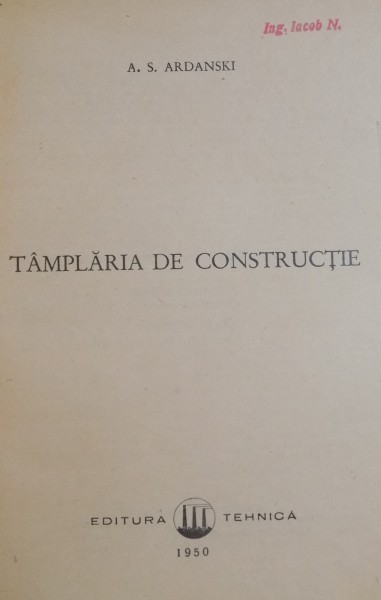 Ing. Iacob N.
A. S. ARDANSKI
TÂMPLĂRIA DE CONSTRUCȚIE
EDITURA TEHNICĂ
1950